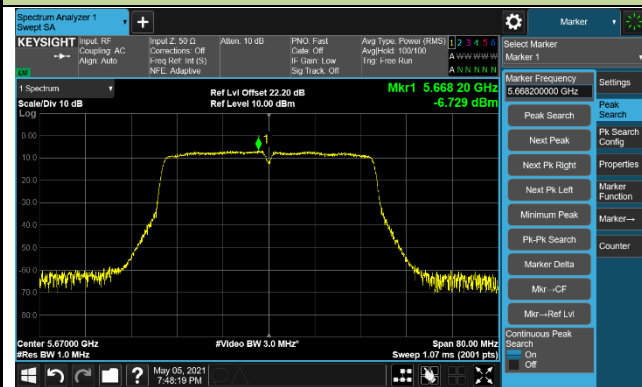 Spectrum Analyzer 1
Swept SA
+
Marker
KEYSIGHT
Input: RF
Coupling: AC
Align: Auto
Input Z: 50 Ω
Corrections: Off
Freq Ref: Int (S)
NFE: Adaptive
Atten: 10 dB
PNO: Fast
Gate: Off
IF Gain: Low
Sig Track: Off
Avg Type: Power (RMS)
Avg|Hold: 100/100
Trig: Free Run
1 2 3 4 5 6
A W W W W W
A N N N N N
LW
Select Marker
Marker 1
1 Spectrum
Scale/Div 10 dB
Log
Ref Lvl Offset 22.20 dB
Ref Level 10.00 dBm
Mkr1 5.668 20 GHz
-6.729 dBm
1
0.00
-10.0
-20.0
-30.0
-40.0
-50.0
-60.0
-70.0
-80.0
Center 5.67000 GHz
#Res BW 1.0 MHz
#Video BW 3.0 MHz*
Span 80.00 MHz
Sweep 1.07 ms (2001 pts)
Marker Frequency
5.668200000 GHz
Peak Search
Next Peak
Next Pk Right
Next Pk Left
Minimum Peak
Pk-Pk Search
Marker Delta
Mkr→CF
Mkr→Ref Lvl
Continuous Peak
Search
On
Off
Settings
Peak
Search
Pk Search
Config
Properties
Marker
Function
Marker→
Counter
?
May 05, 2021
7:48:19 PM